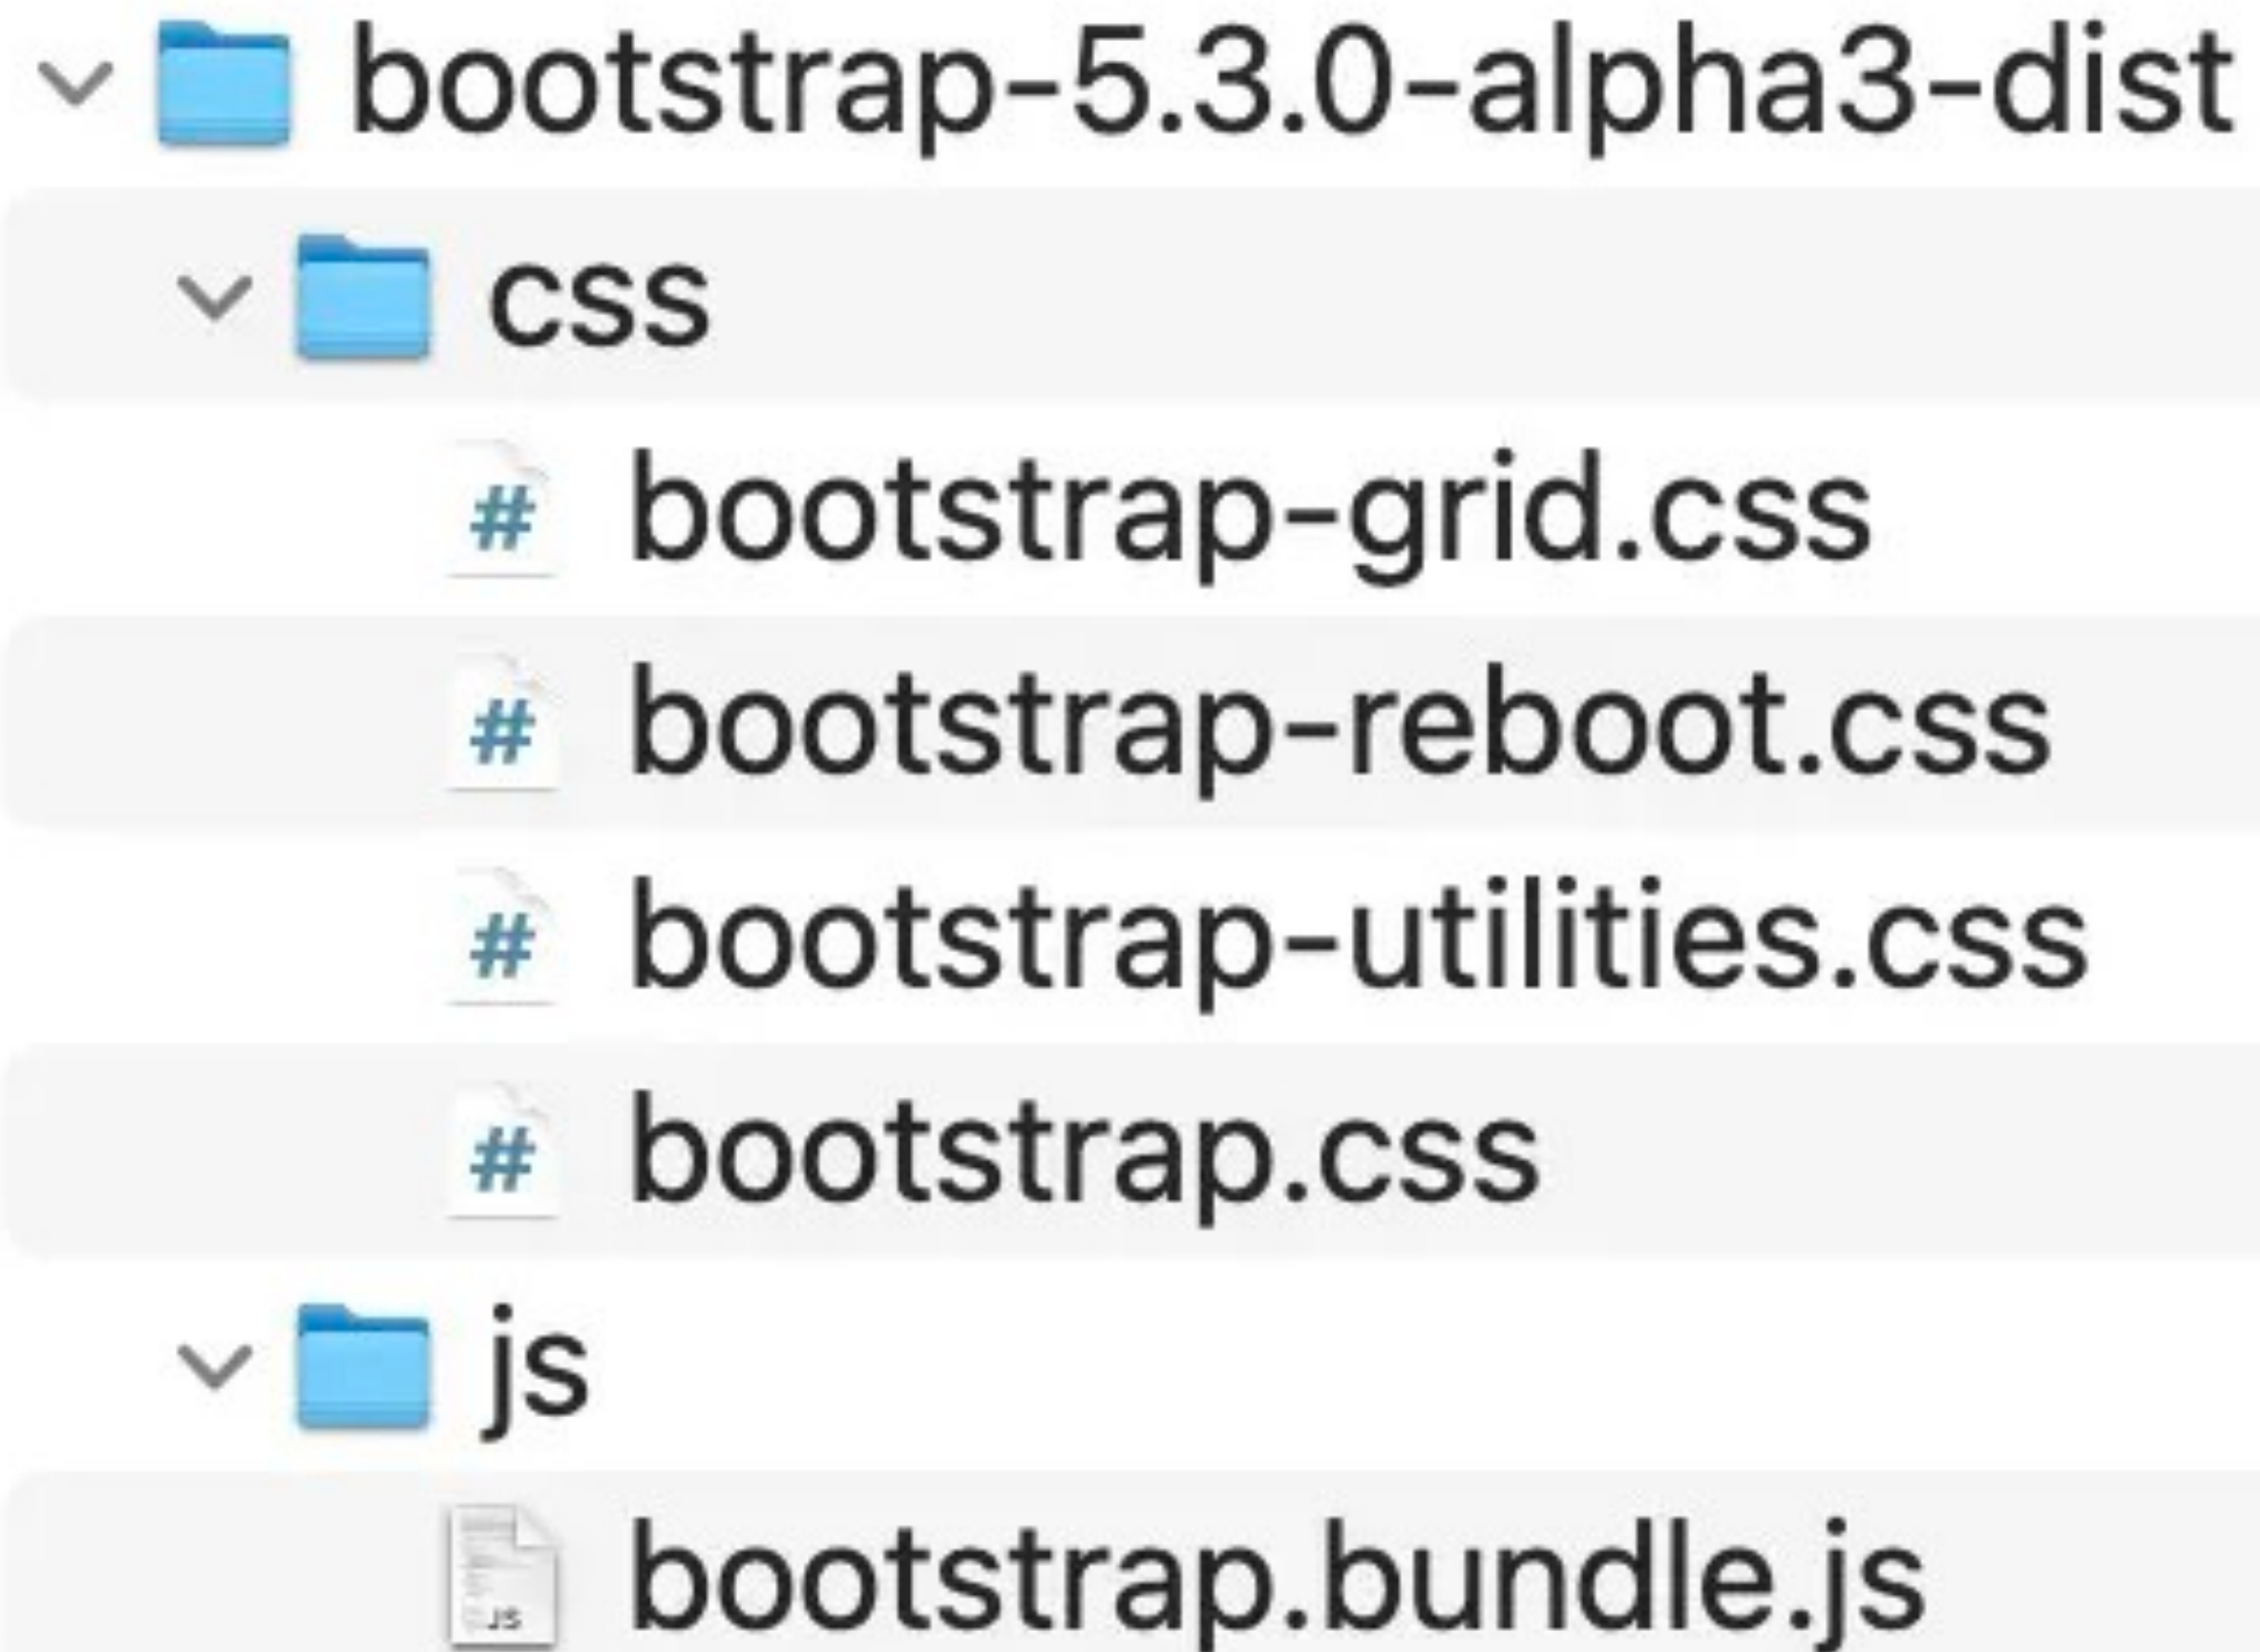 bootstrap-5.3.0-alpha3-dist
css
# bootstrap-grid.css
# bootstrap-reboot.css
# bootstrap-utilities.css
# bootstrap.css
js
JS bootstrap.bundle.js